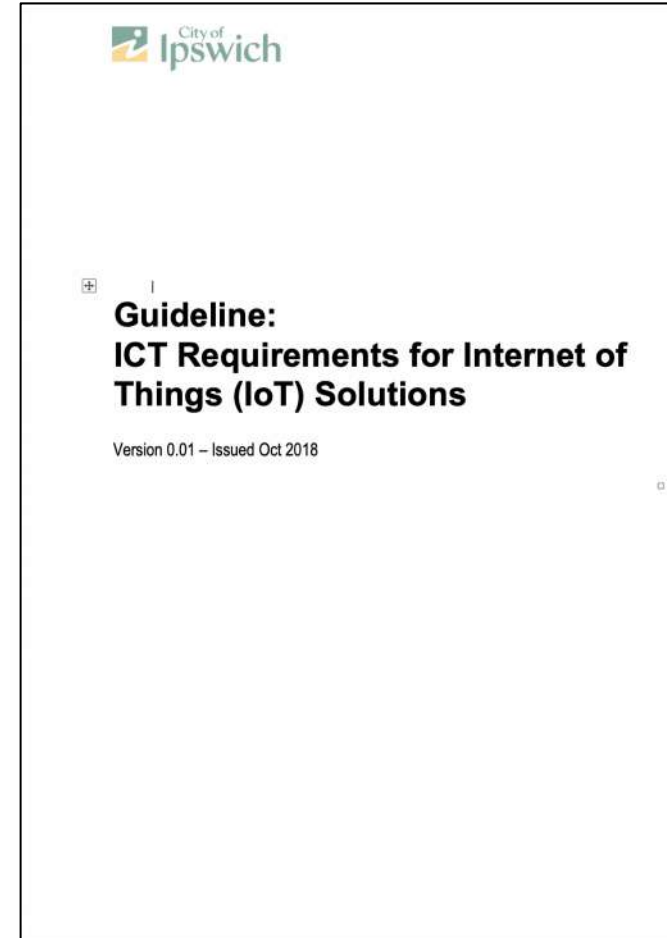 City of
Ipswich
Guideline:
ICT Requirements for Internet of
Things (IoT) Solutions
Version 0.01 – Issued Oct 2018